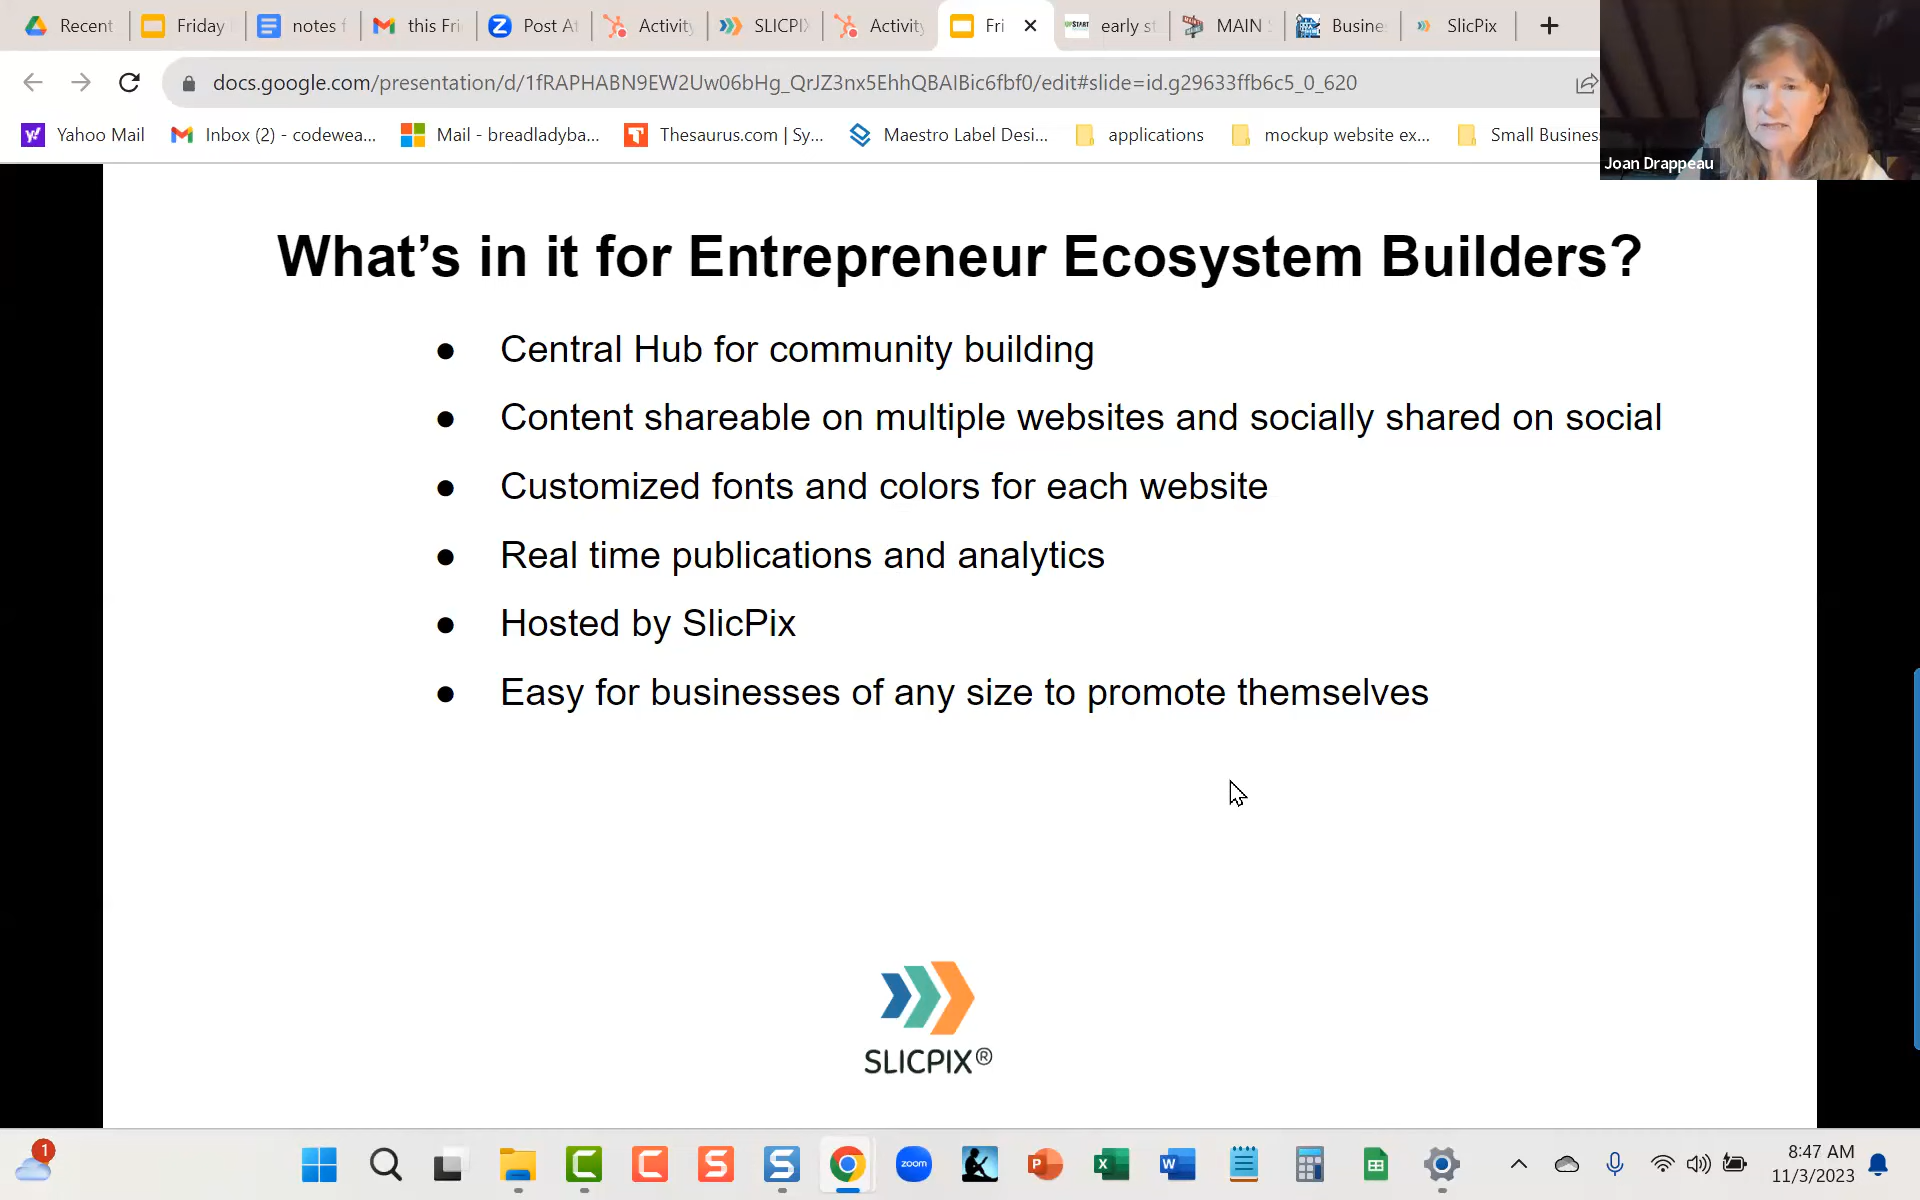 Recent
Friday
notes f
this Fri
Post At
Activity
SLICPIX
Activity
Fri
early st
MAIN
Busine
SlicPix
docs.google.com/presentation/d/1fRAPHABN9EW2Uw06bHg_QrJZ3nx5EhhQBAIBic6fbf0/edit#slide=id.g29633ffb6c5_0_620
Yahoo Mail
Inbox (2) - codewea...
Mail - breadladyba...
Thesaurus.com | Sy...
Maestro Label Desi...
applications
mockup website ex...
Small Busines
Joan Drappeau
What's in it for Entrepreneur Ecosystem Builders?
● Central Hub for community building
● Content shareable on multiple websites and socially shared on social
● Customized fonts and colors for each website
● Real time publications and analytics
● Hosted by SlicPix
● Easy for businesses of any size to promote themselves
SLICPIX®
1
zoom
8:47 AM
11/3/2023